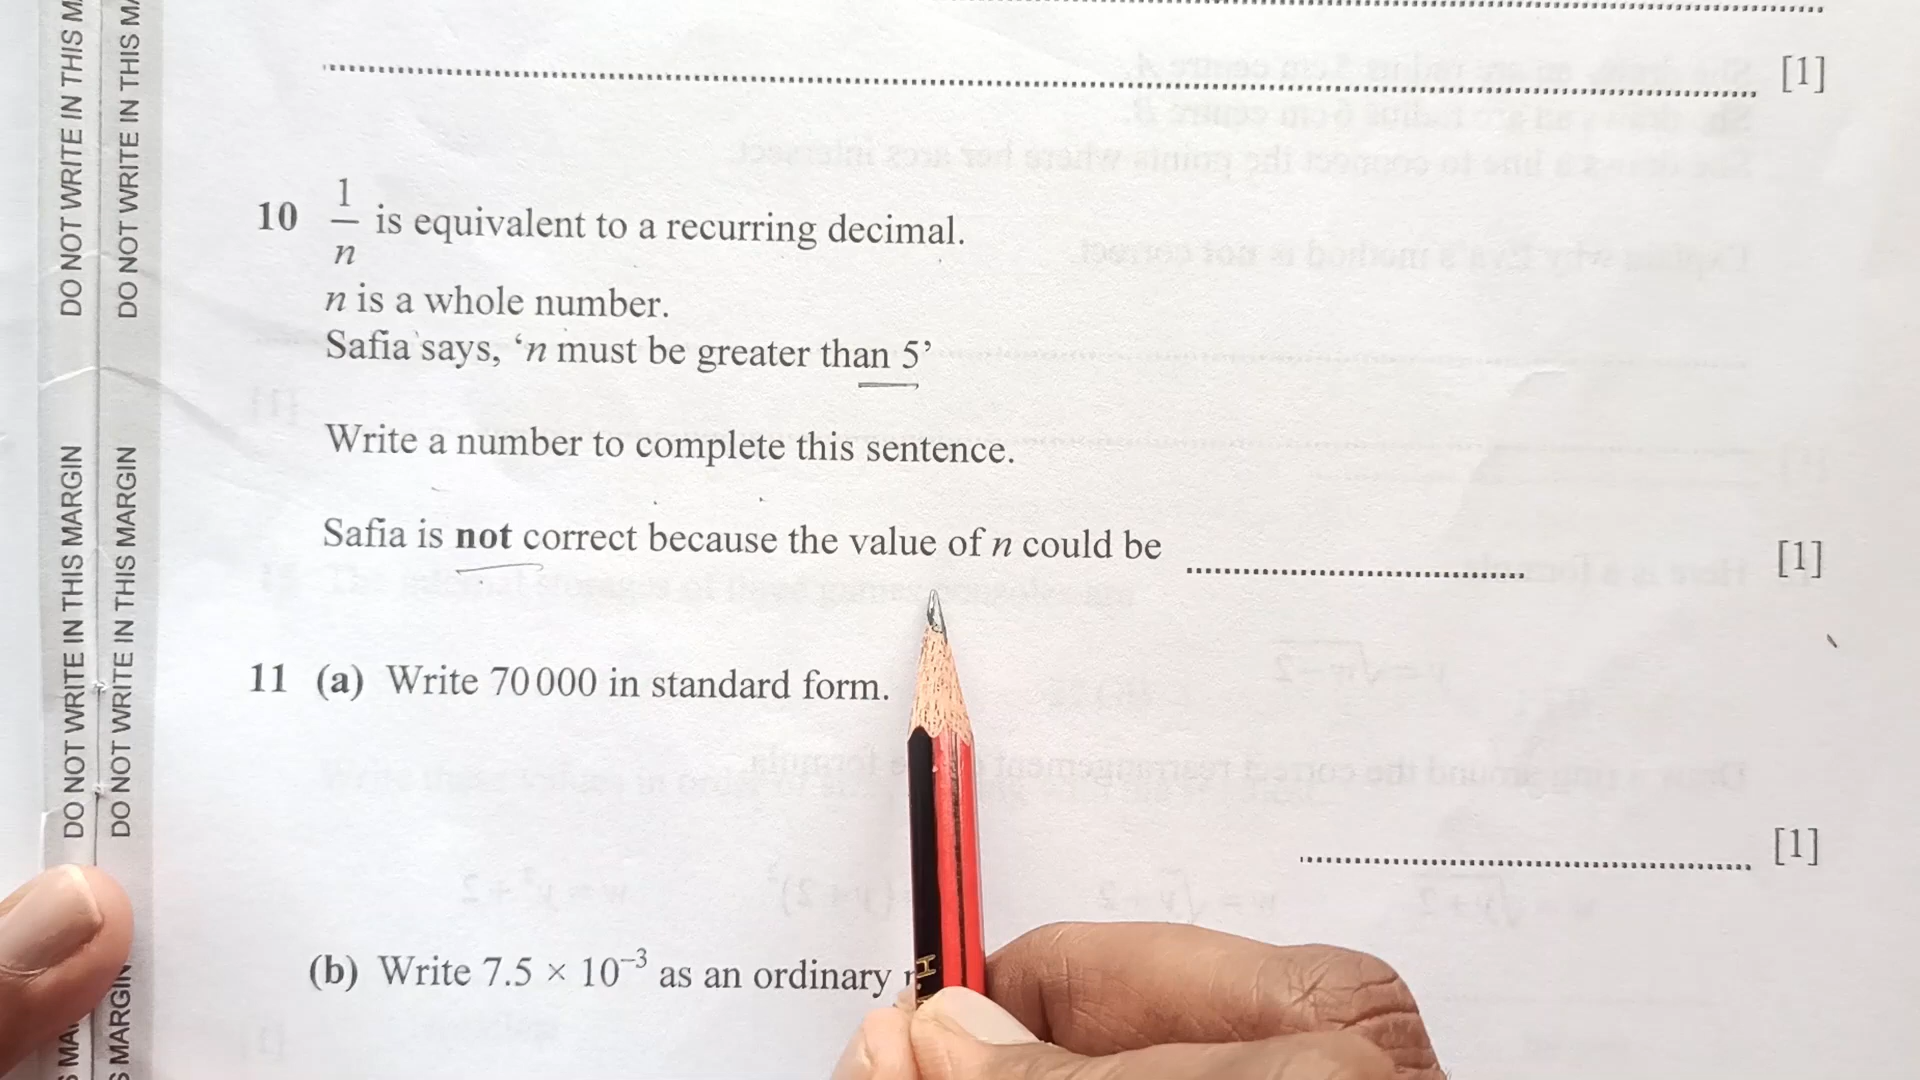 [1]
10 1/n is equivalent to a recurring decimal.
n is a whole number.
Safia says, ‘n must be greater than 5’
Write a number to complete this sentence.
Safia is not correct because the value of n could be ........................ [1]
11 (a) Write 70 000 in standard form.
[1]
(b) Write 7.5 × 10⁻³ as an ordinary
DO NOT WRITE IN THIS
DO NOT WRITE IN THIS
DO NOT WRITE IN THIS MARGIN
DO NOT WRITE IN THIS MARGIN
MARGIN